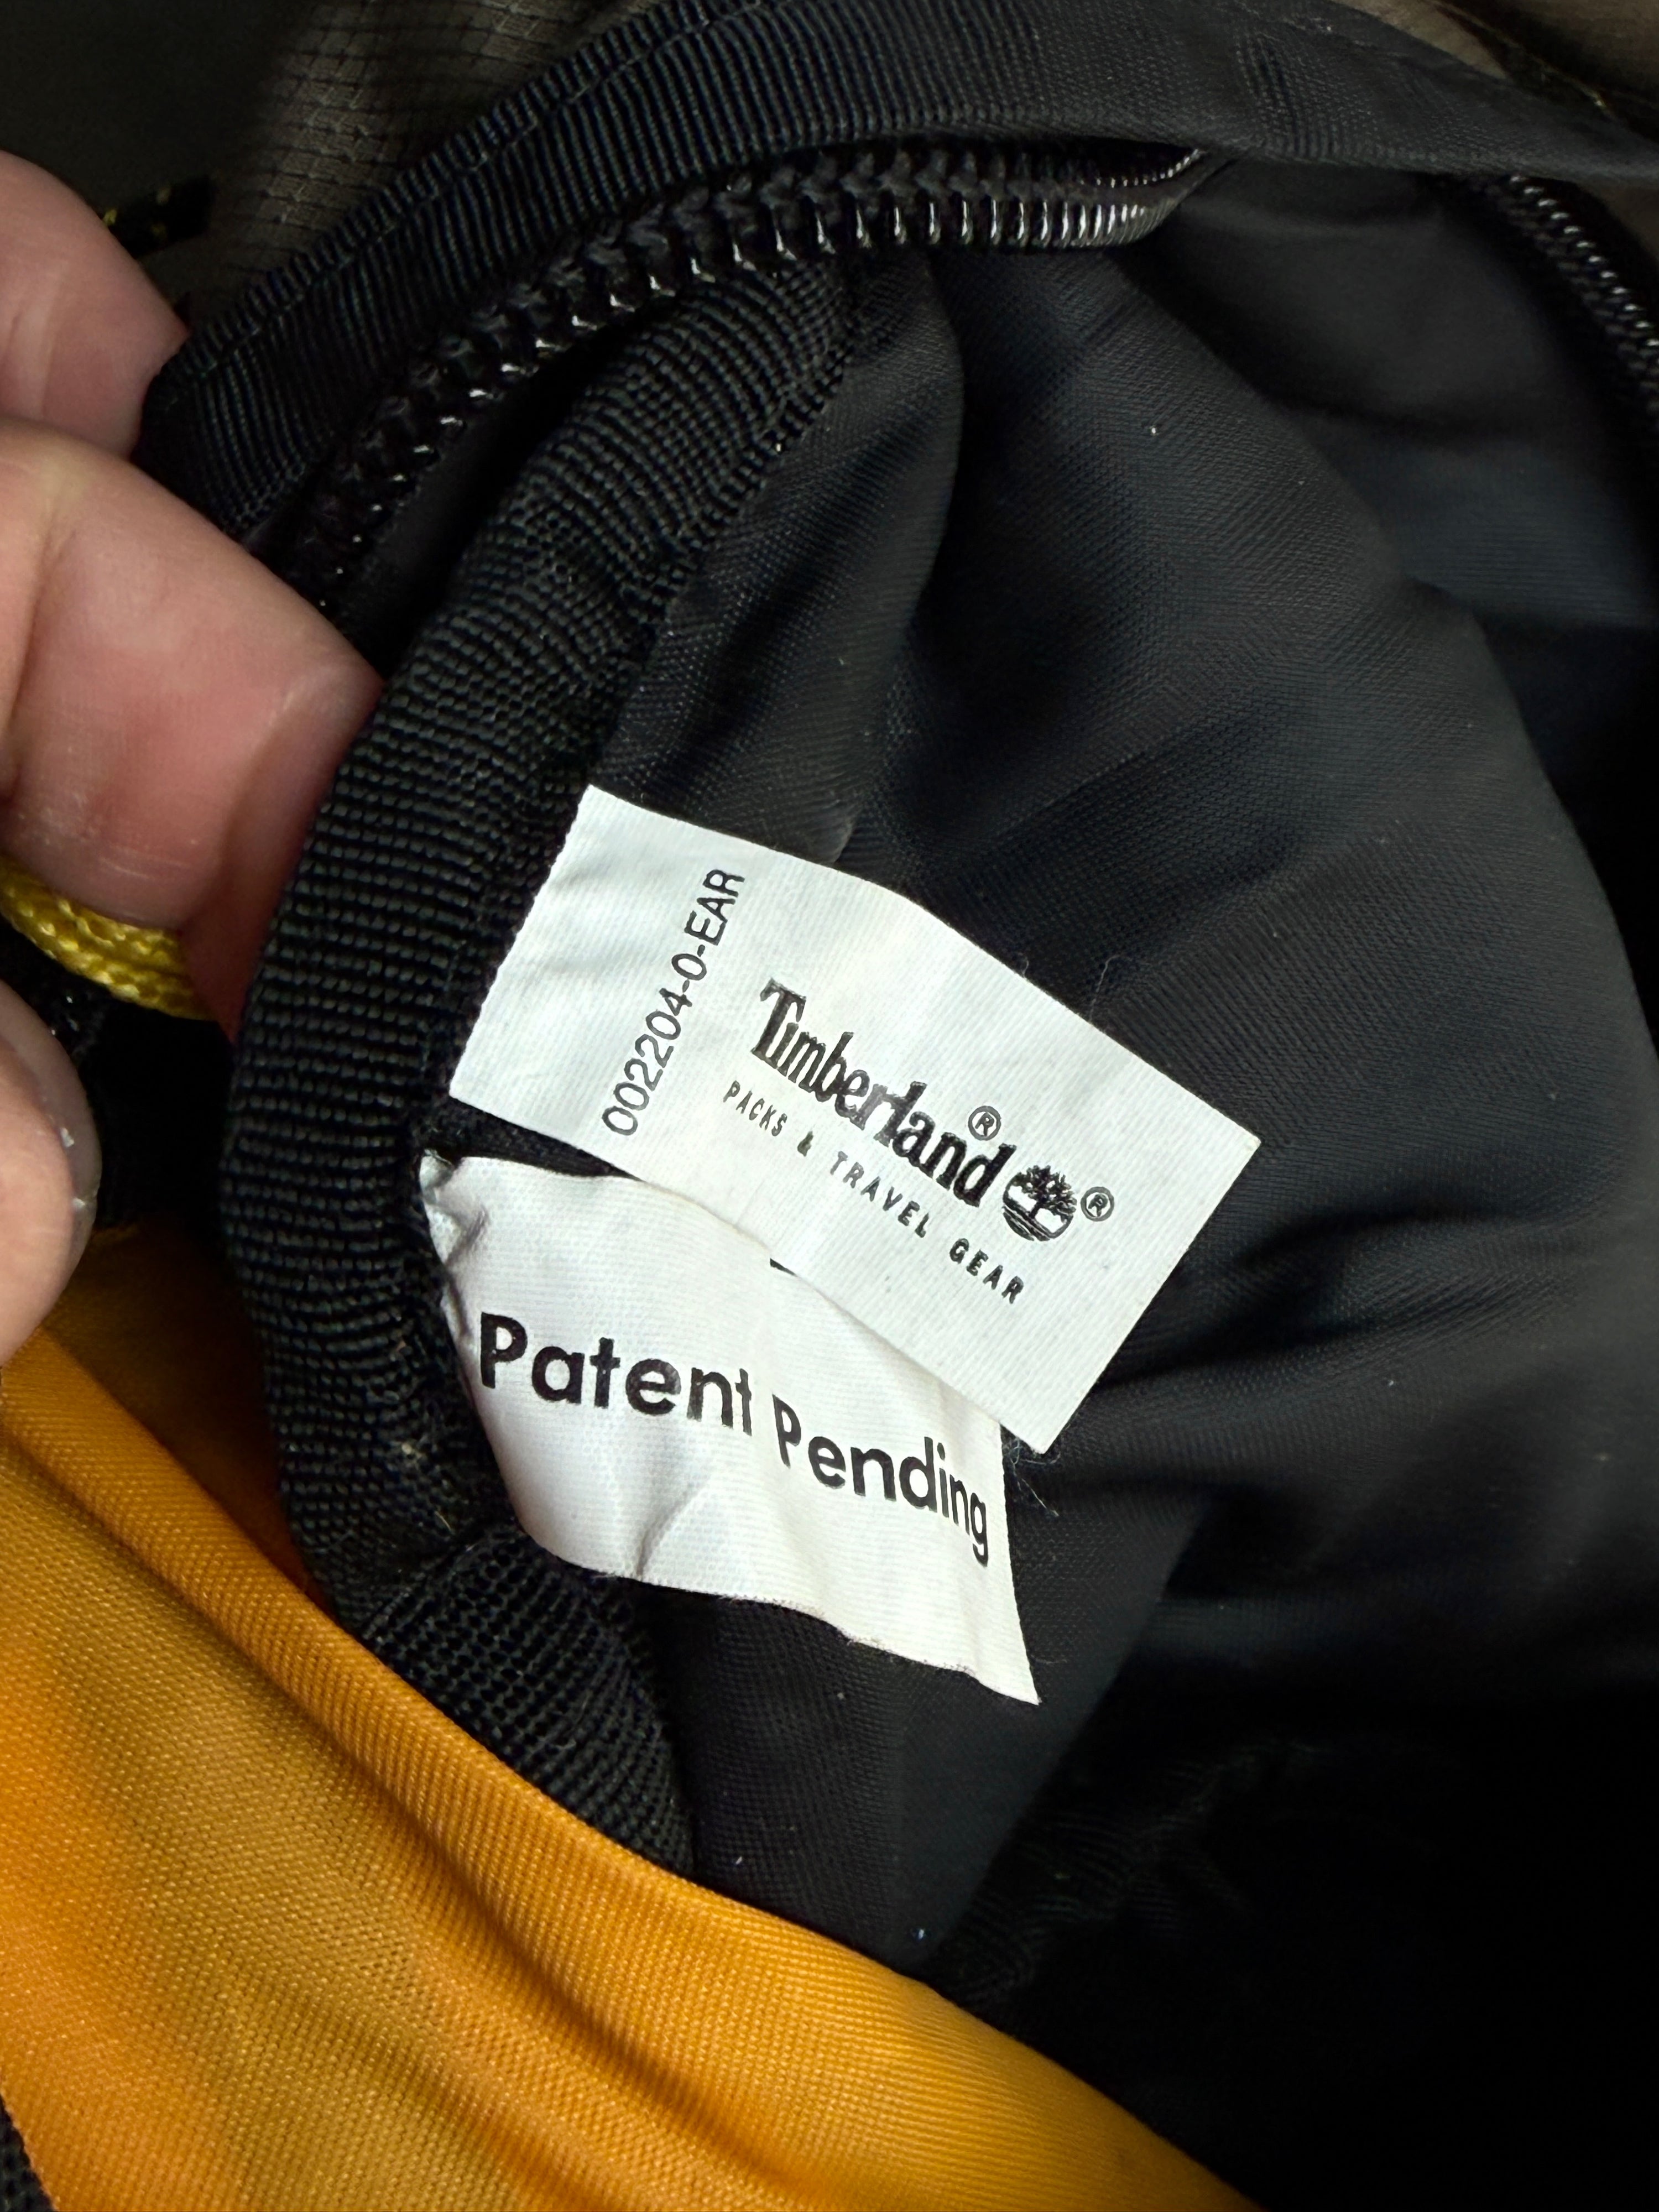 002204-0-EAR
Timberland® ®
PACKS & TRAVEL GEAR
Patent Pending